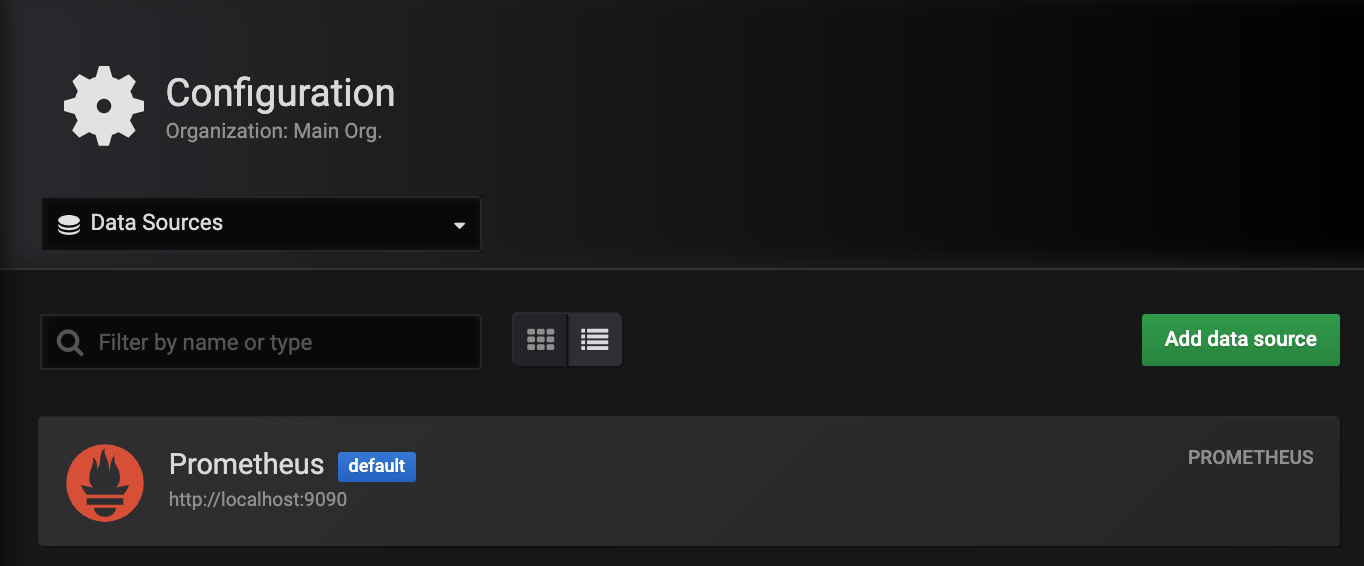 Configuration
Organization: Main Org.
Data Sources
Filter by name or type
Add data source
Prometheus default
PROMETHEUS
http://localhost:9090